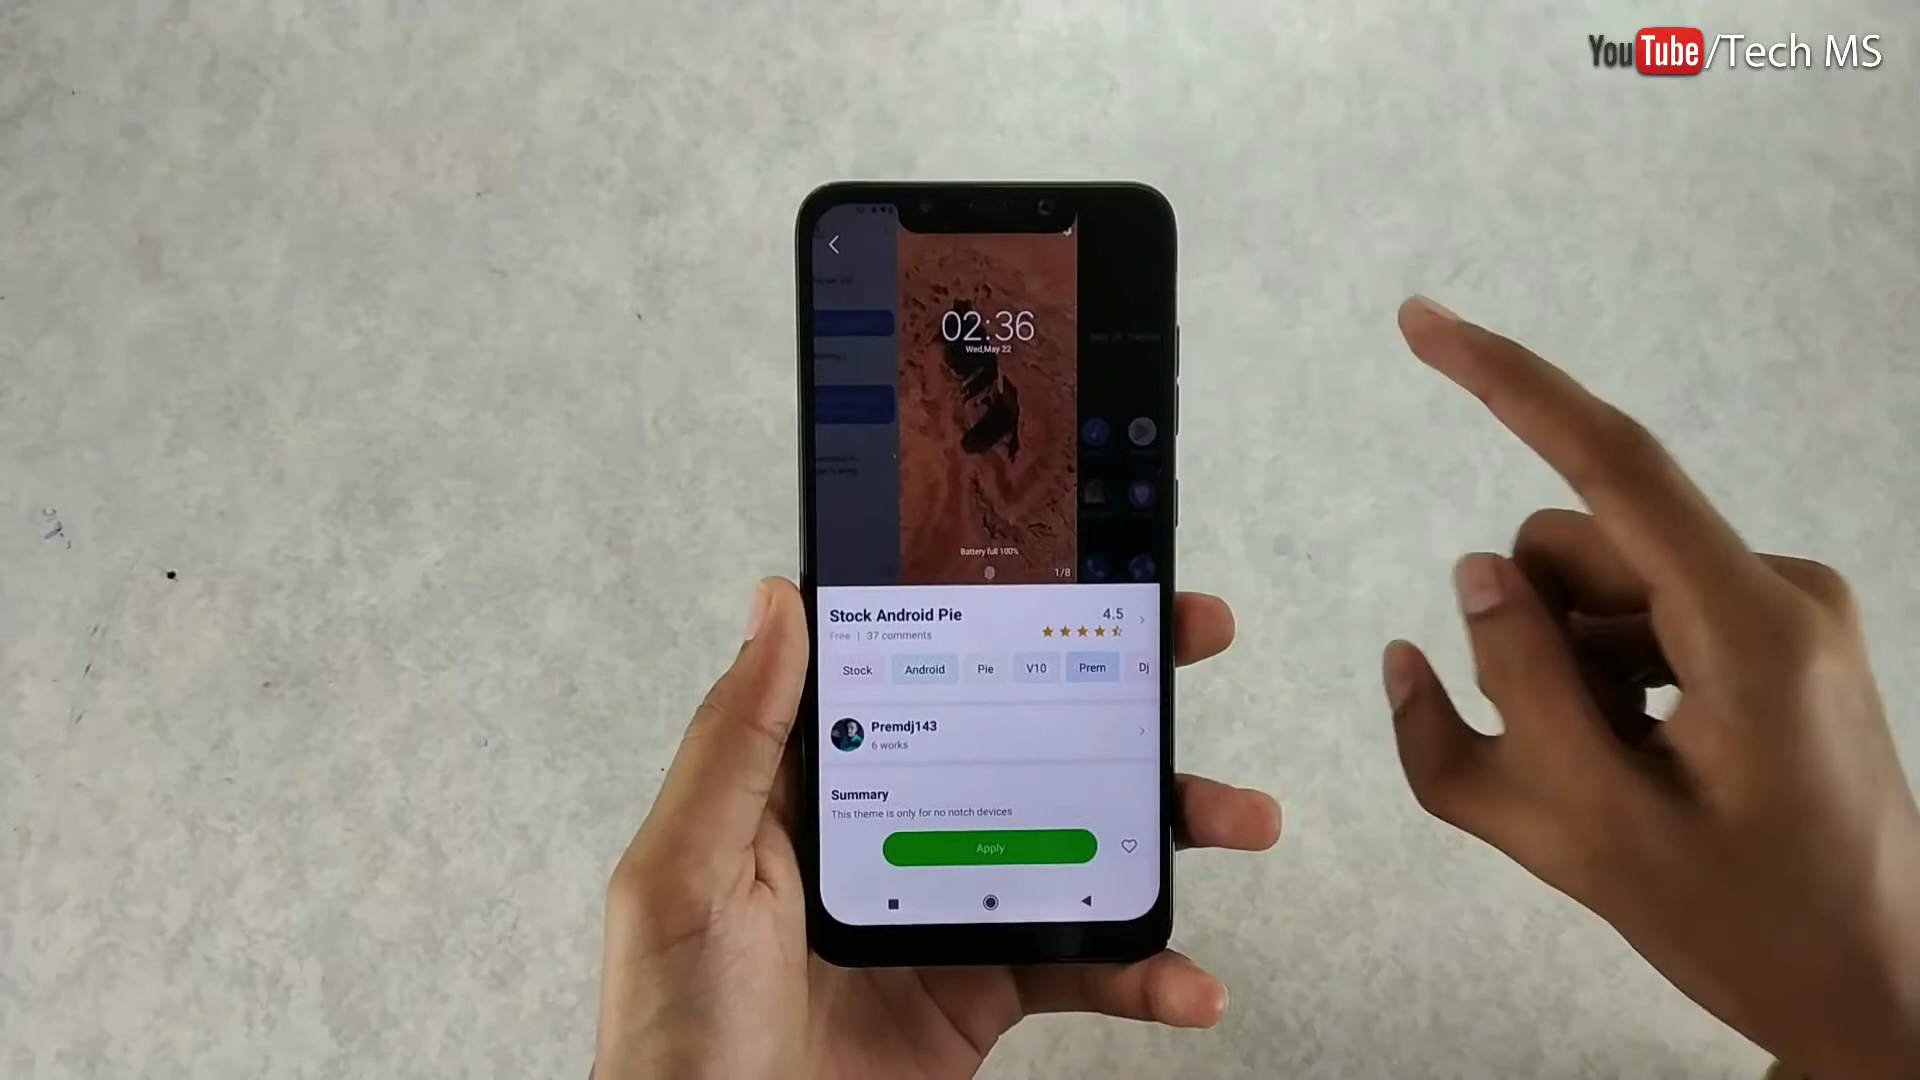 YouTube/Tech MS
02:36
Wed,May 22
Battery full 100%
1/8
Stock Android Pie
4.5
Free | 37 comments
Stock Android Pie V10 Prem Dj
Premdj143
6 works
Summary
This theme is only for no notch devices
Apply